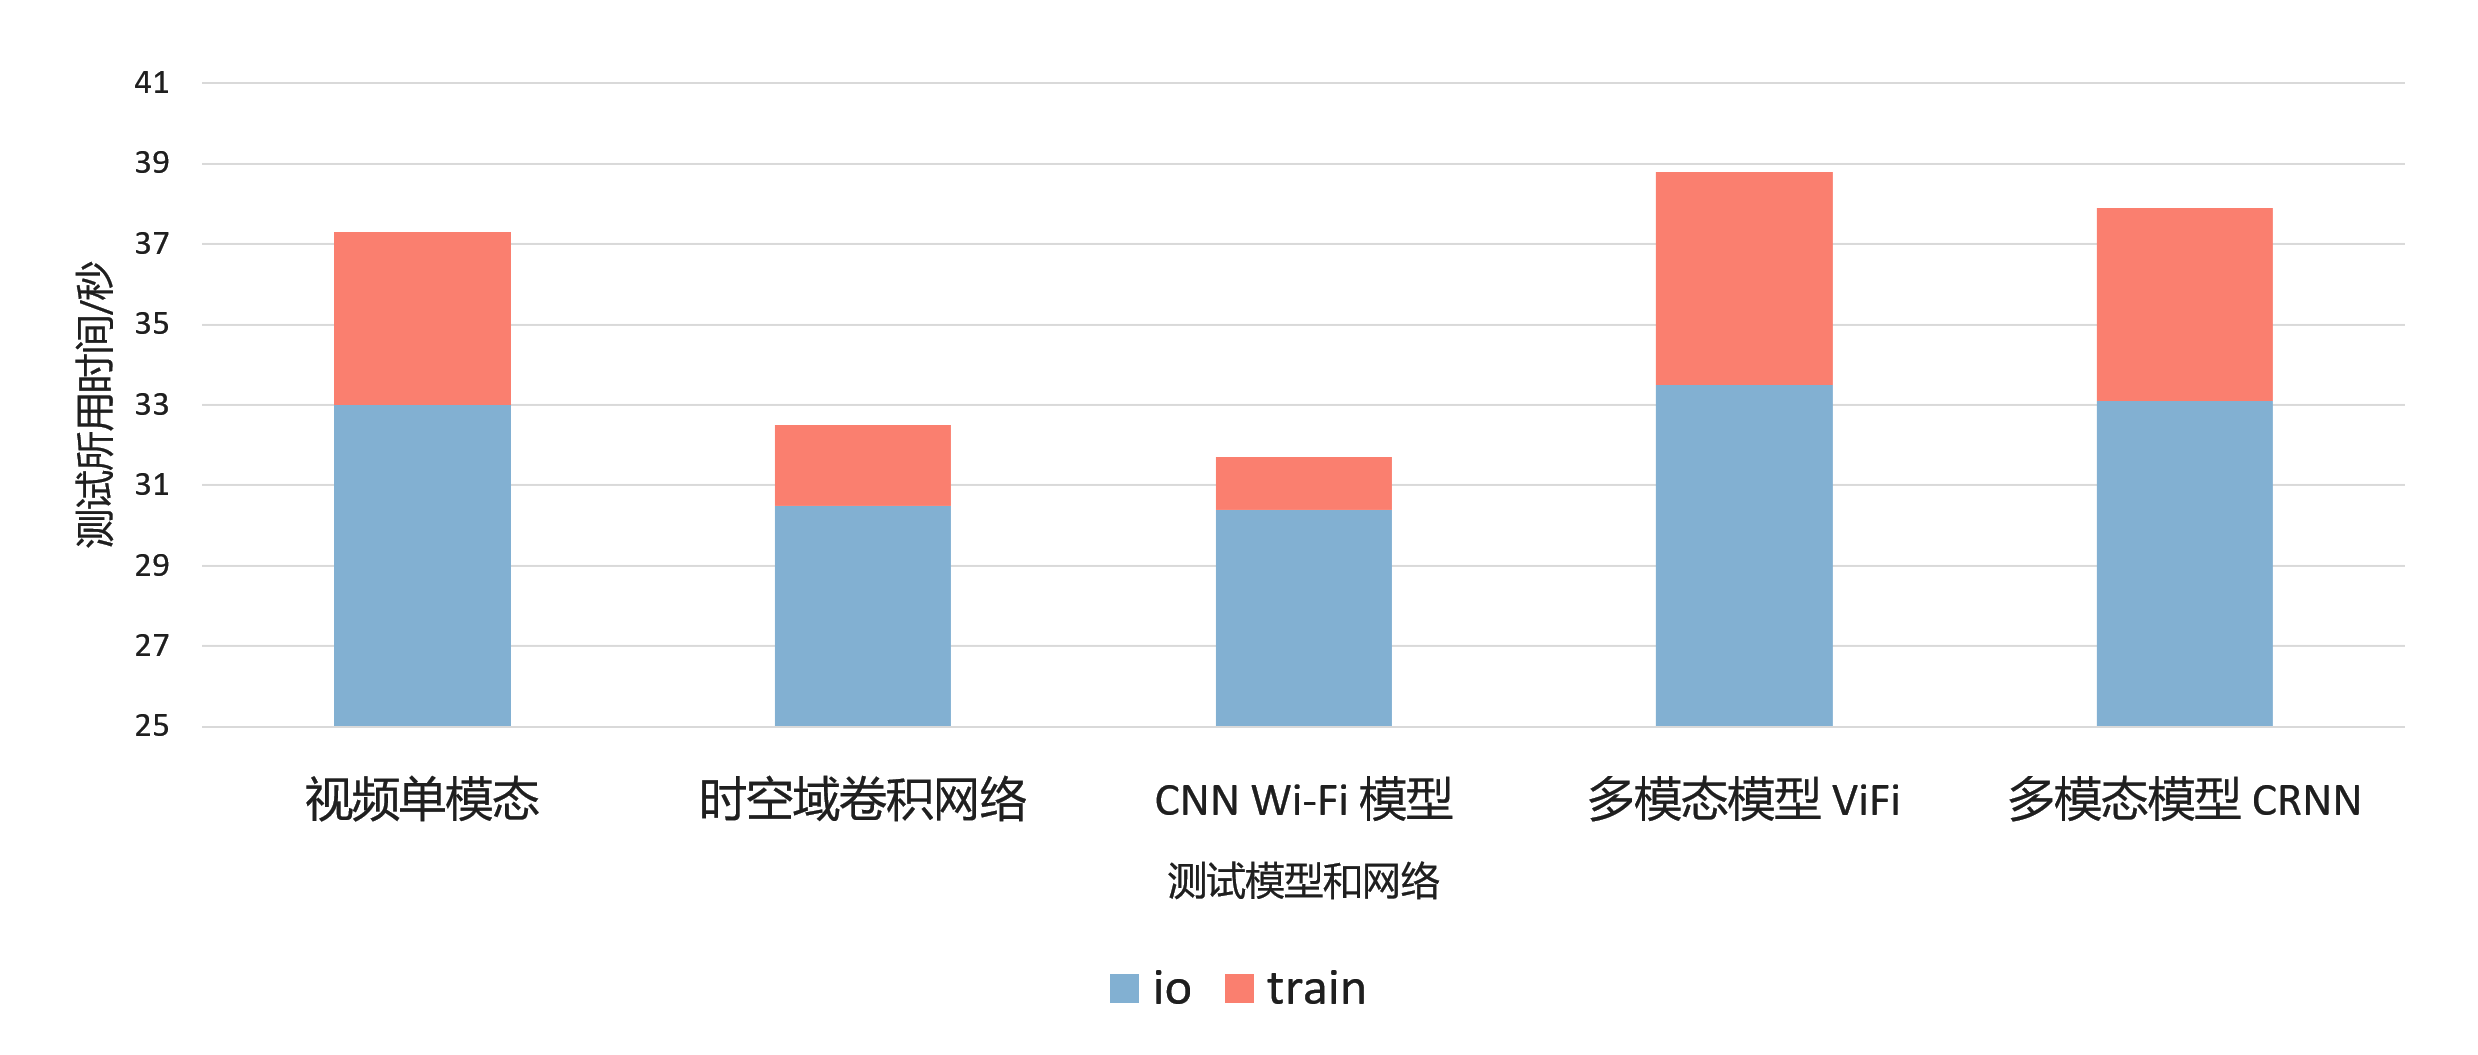 41
39
37
35
33
31
29
27
25
测试所用时间/秒
视频单模态
时空域卷积网络
CNN Wi-Fi 模型
多模态模型 ViFi
多模态模型 CRNN
测试模型和网络
io
train